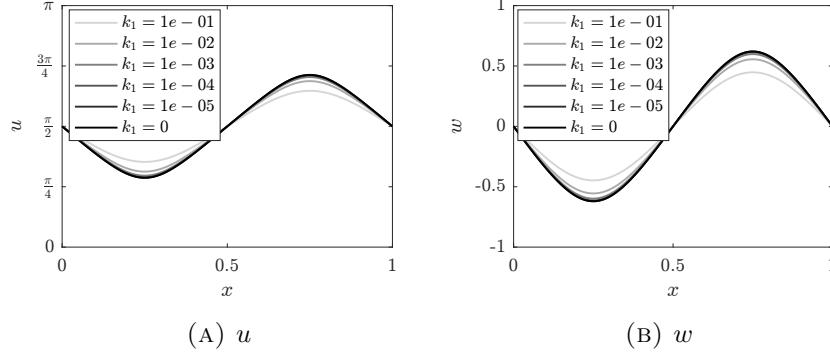 π
3π/4
π/2
π/4
0
u
k₁ = 1e − 01
k₁ = 1e − 02
k₁ = 1e − 03
k₁ = 1e − 04
k₁ = 1e − 05
k₁ = 0
0
0.5
1
x
(A) u
1
0.5
0
-0.5
-1
w
k₁ = 1e − 01
k₁ = 1e − 02
k₁ = 1e − 03
k₁ = 1e − 04
k₁ = 1e − 05
k₁ = 0
0
0.5
1
x
(B) w